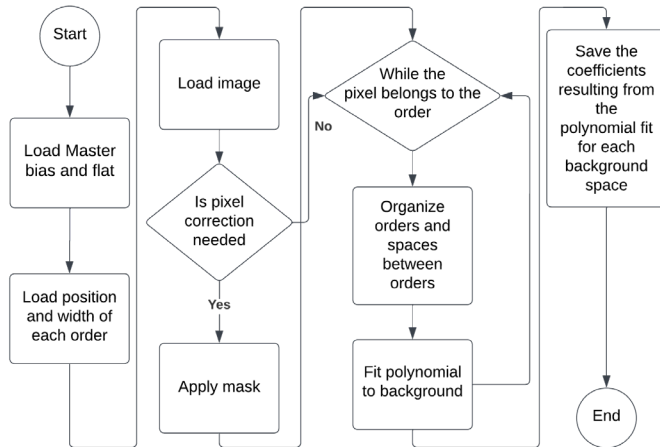 Start
Load Master
bias and flat
Load position
and width of
each order
Load image
Is pixel
correction
needed
No
Yes
Apply mask
While the
pixel belongs to the
order
Organize
orders and
spaces
between
orders
Fit polynomial
to background
Save the
coefficients
resulting from
the
polynomial fit
for each
background
space
End